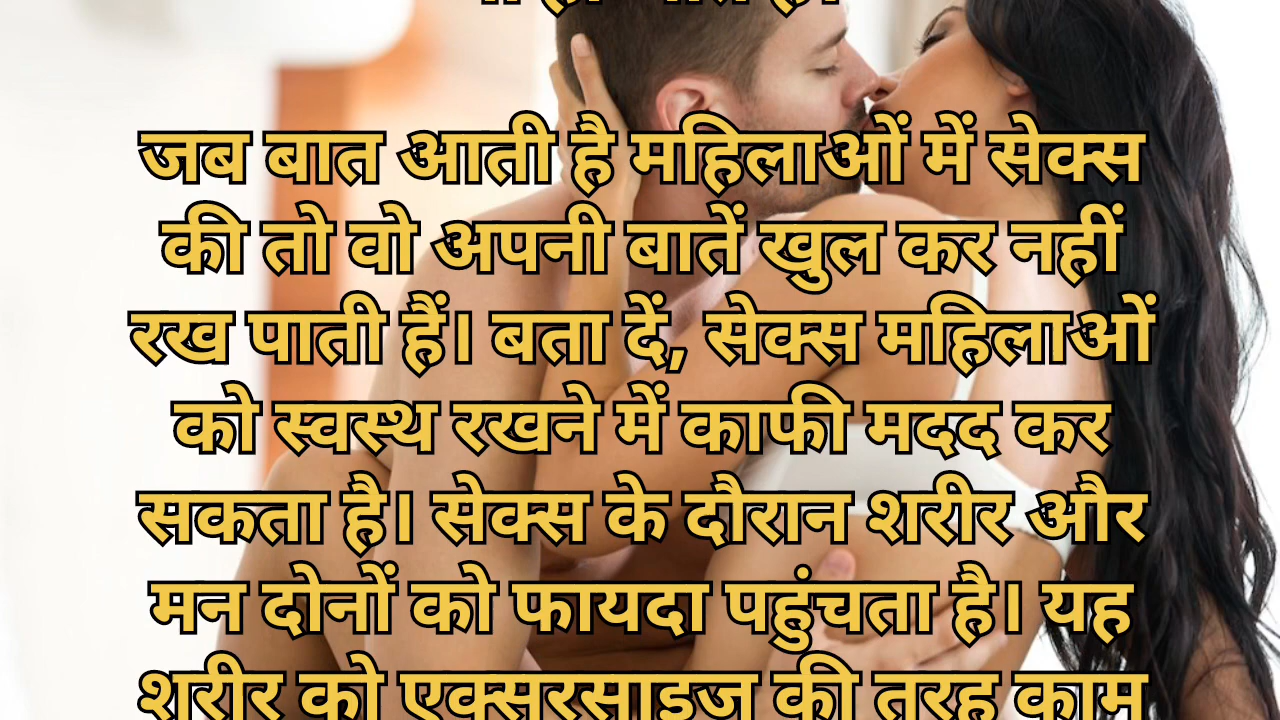 जब बात आती है महिलाओं में सेक्स
की तो वो अपनी बातें खुल कर नहीं
रख पाती हैं। बता दें, सेक्स महिलाओं
को स्वस्थ रखने में काफी मदद कर
सकता है। सेक्स के दौरान शरीर और
मन दोनों को फायदा पहुंचता है। यह
शरीर को एक्सरसाइज की तरह काम